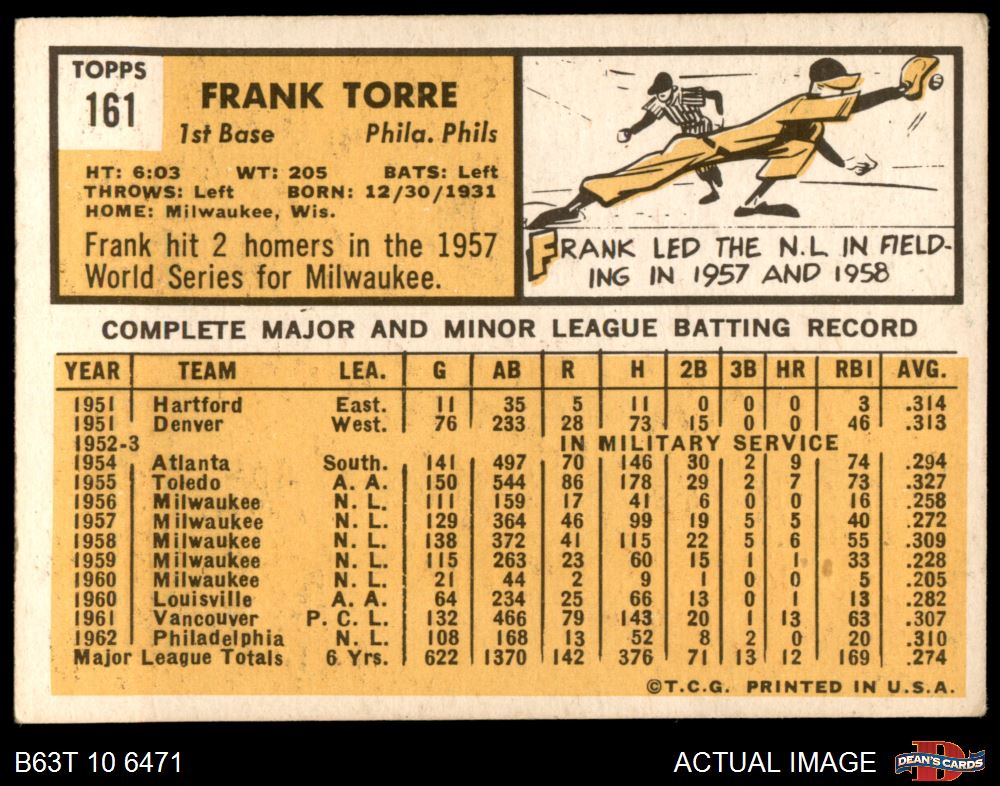 TOPPS
161
FRANK TORRE
1st Base Phila. Phils
HT: 6:03 WT: 205 BATS: Left
THROWS: Left BORN: 12/30/1931
HOME: Milwaukee, Wis.
Frank hit 2 homers in the 1957
World Series for Milwaukee.
FRANK LED THE N.L IN FIELD-
ING IN 1957 AND 1958
COMPLETE MAJOR AND MINOR LEAGUE BATTING RECORD
YEAR TEAM LEA. G AB R H 2B 3B HR RBI AVG.
1951 Hartford East. 11 35 5 11 0 0 0 3 .314
1951 Denver West. 76 233 28 73 15 0 0 46 .313
1952-3 IN MILITARY SERVICE
1954 Atlanta South. 141 497 70 146 30 2 9 74 .294
1955 Toledo A. A. 150 544 86 178 29 2 7 73 .327
1956 Milwaukee N. L. 111 159 17 41 6 0 0 16 .258
1957 Milwaukee N. L. 129 364 46 99 19 5 5 40 .272
1958 Milwaukee N. L. 138 372 41 115 22 5 6 55 .309
1959 Milwaukee N. L. 115 263 23 60 15 1 1 33 .228
1960 Milwaukee N. L. 21 44 2 9 1 0 0 5 .205
1960 Louisville A. A. 64 234 25 66 13 0 1 13 .282
1961 Vancouver P. C. L. 132 466 79 143 20 1 13 63 .307
1962 Philadelphia N. L. 108 168 13 52 8 2 0 20 .310
Major League Totals 6 Yrs. 622 1370 142 376 71 13 12 169 .274
©T.C.G. PRINTED IN U.S.A.
B63T 10 6471 ACTUAL IMAGE DEAN'S CARDS